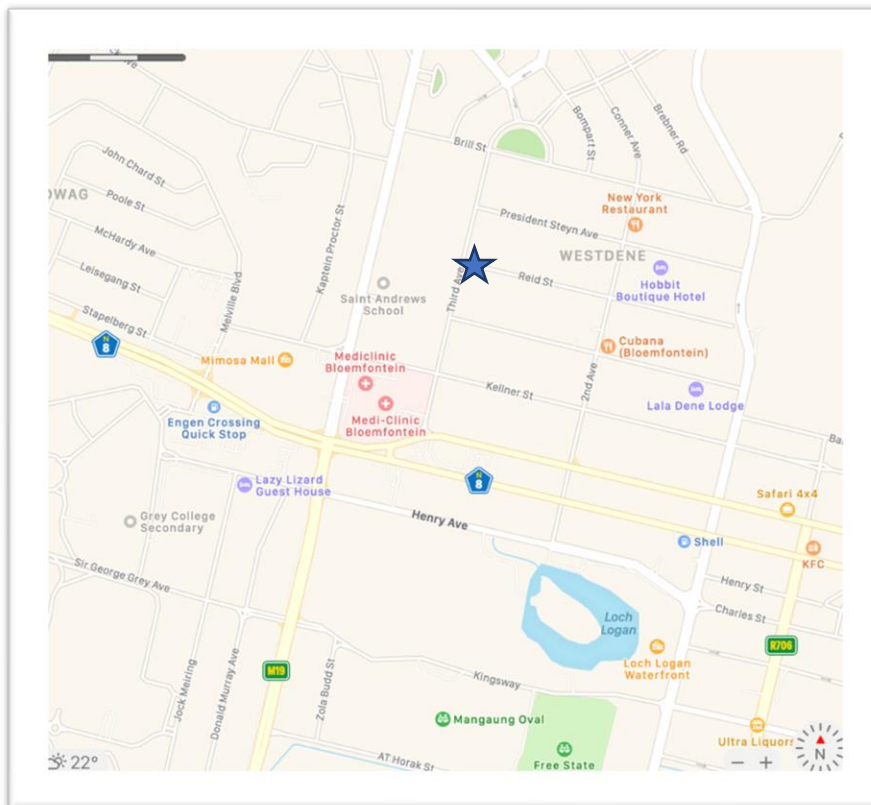 Brill St
Bompart St
Conner Ave
Brebner Rd
John Chard St
Poole St
McHardy Ave
Leisegang St
Stapelberg St
Melville Blvd
Kaptein Proctor St
New York
Restaurant
President Steyn Ave
WESTDENE
Hobbit
Boutique Hotel
Reid St
Third Ave
Saint Andrews
School
N
8
Mimosa Mall
Mediclinic
Bloemfontein
Medi-Clinic
Bloemfontein
Cubana
(Bloemfontein)
2nd Ave
Kellner St
Lala Dene Lodge
Engen Crossing
Quick Stop
Lazy Lizard
Guest House
N
8
Safari 4x4
Grey College
Secondary
Henry Ave
Shell
KFC
Sir George Grey Ave
Henry St
Charles St
Loch
Logan
R706
Loch Logan
Waterfront
M19
Jock Meiring
Donald Murray Ave
Zola Budd St
Kingsway
Mangaung Oval
Ultra Liquors
AT Horak St
Free State
22°
N